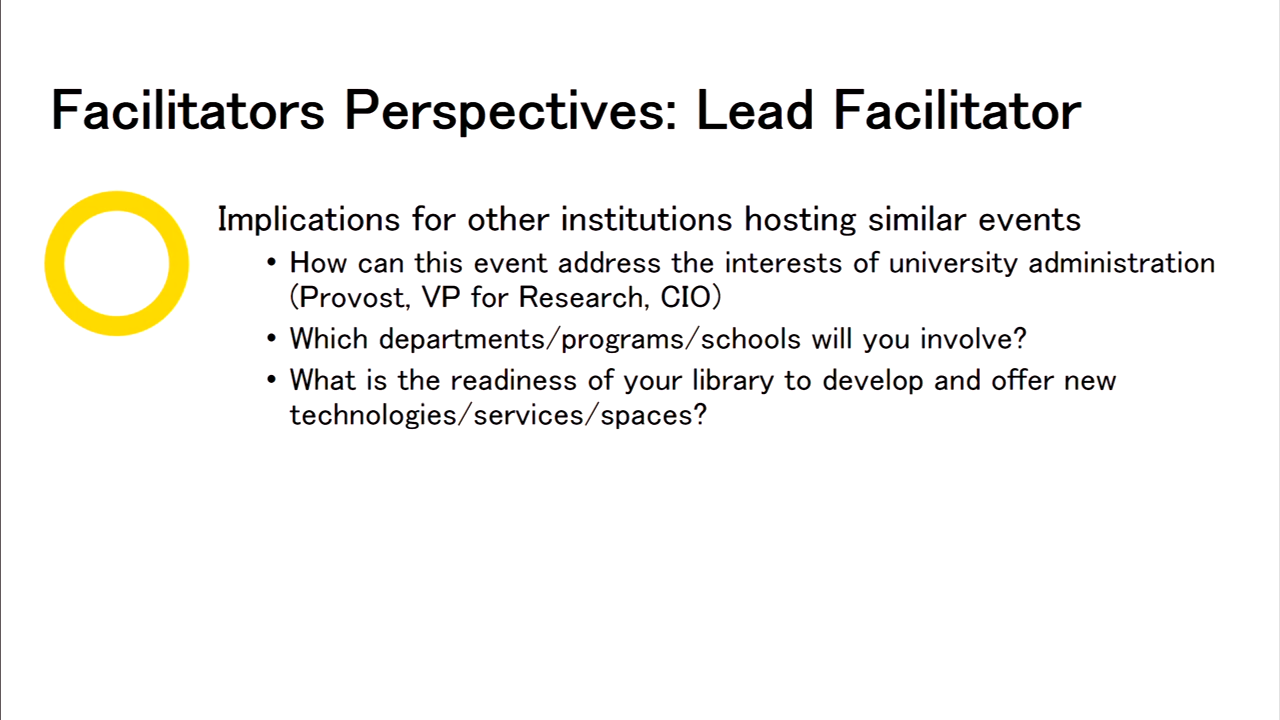 Facilitators Perspectives: Lead Facilitator
Implications for other institutions hosting similar events
• How can this event address the interests of university administration
(Provost, VP for Research, CIO)
• Which departments/programs/schools will you involve?
• What is the readiness of your library to develop and offer new
technologies/services/spaces?